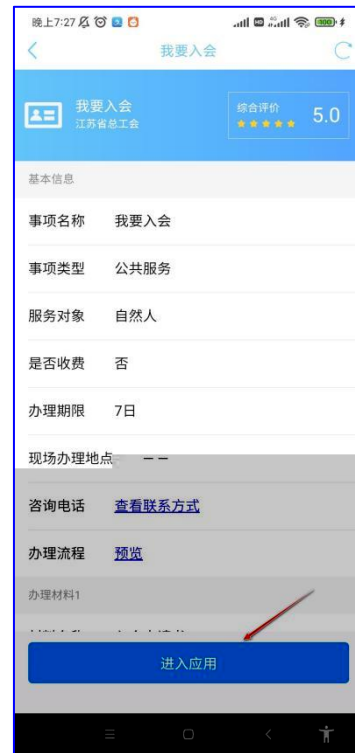 晚上7:27
我要入会
我要入会
江苏省总工会
综合评价
5.0
基本信息
事项名称 我要入会
事项类型 公共服务
服务对象 自然人
是否收费 否
办理期限 7日
现场办理地点 － －
咨询电话 查看联系方式
办理流程 预览
办理材料1
进入应用